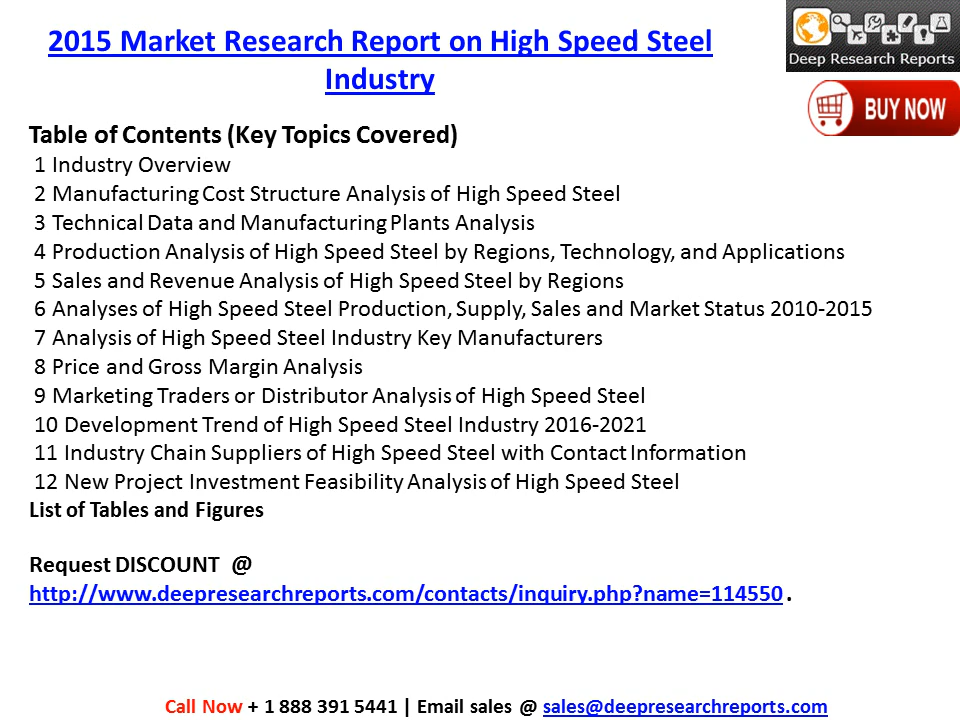 2015 Market Research Report on High Speed Steel
Industry
Deep Research Reports
BUY NOW
Table of Contents (Key Topics Covered)
1 Industry Overview
2 Manufacturing Cost Structure Analysis of High Speed Steel
3 Technical Data and Manufacturing Plants Analysis
4 Production Analysis of High Speed Steel by Regions, Technology, and Applications
5 Sales and Revenue Analysis of High Speed Steel by Regions
6 Analyses of High Speed Steel Production, Supply, Sales and Market Status 2010-2015
7 Analysis of High Speed Steel Industry Key Manufacturers
8 Price and Gross Margin Analysis
9 Marketing Traders or Distributor Analysis of High Speed Steel
10 Development Trend of High Speed Steel Industry 2016-2021
11 Industry Chain Suppliers of High Speed Steel with Contact Information
12 New Project Investment Feasibility Analysis of High Speed Steel
List of Tables and Figures
Request DISCOUNT @
http://www.deepresearchreports.com/contacts/inquiry.php?name=114550 .
Call Now + 1 888 391 5441 | Email sales @ sales@deepresearchreports.com